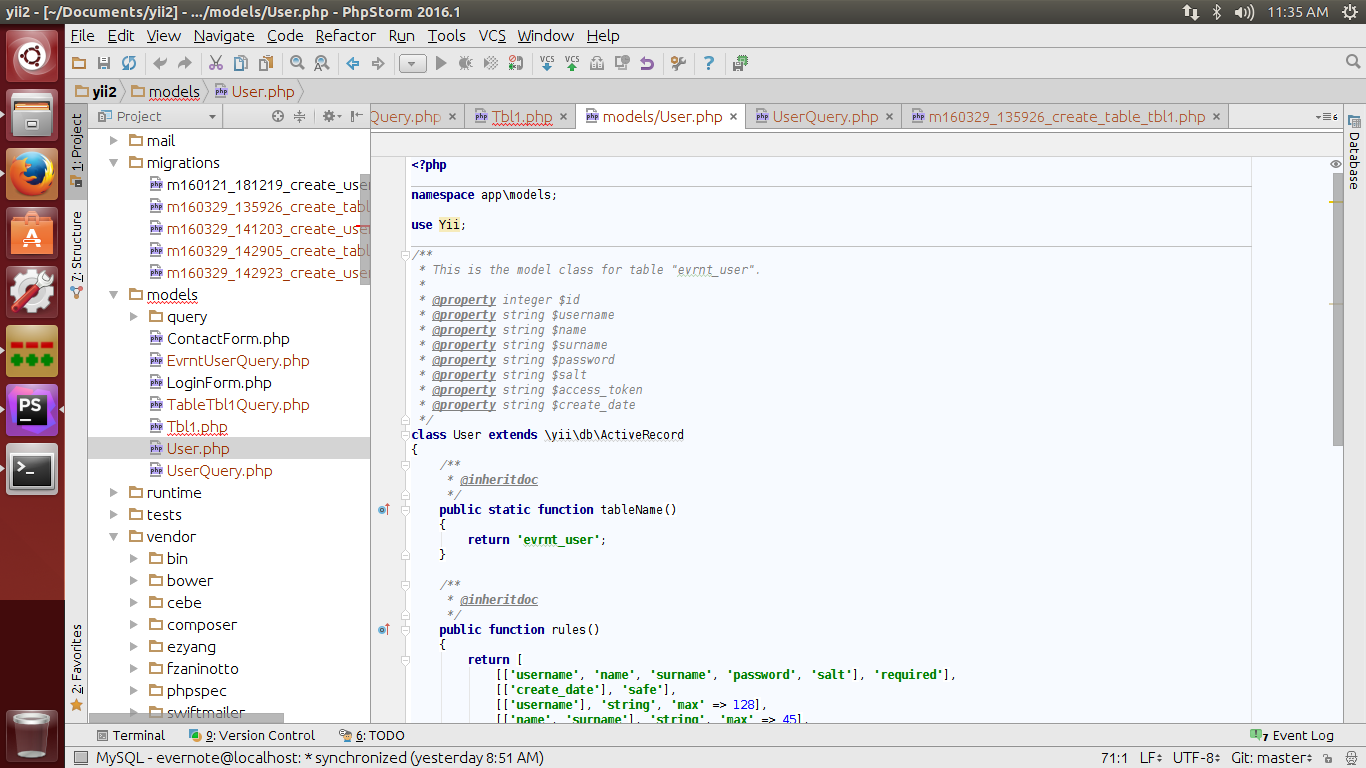 yii2 - [~/Documents/yii2] - .../models/User.php - PhpStorm 2016.1
11:35 AM
File Edit View Navigate Code Refactor Run Tools VCS Window Help
VCS VCS
yii2 models User.php
1: Project
7: Structure
2: Favorites
Project
mail
migrations
m160121_181219_create_use
m160329_135926_create_tab
m160329_141203_create_use
m160329_142905_create_tab
m160329_142923_create_use
models
query
ContactForm.php
EvrntUserQuery.php
LoginForm.php
TableTbl1Query.php
Tbl1.php
User.php
UserQuery.php
runtime
tests
vendor
bin
bower
cebe
composer
ezyang
fzaninotto
phpspec
swiftmailer
Query.php Tbl1.php models/User.php UserQuery.php m160329_135926_create_table_tbl1.php 6
<?php
namespace app\models;
use Yii;
/**
* This is the model class for table "evrnt_user".
*
* @property integer $id
* @property string $username
* @property string $name
* @property string $surname
* @property string $password
* @property string $salt
* @property string $access_token
* @property string $create_date
*/
class User extends \yii\db\ActiveRecord
{
/**
* @inheritdoc
*/
public static function tableName()
{
return 'evrnt_user';
}
/**
* @inheritdoc
*/
public function rules()
{
return [
[['username', 'name', 'surname', 'password', 'salt'], 'required'],
[['create_date'], 'safe'],
[['username'], 'string', 'max' => 128],
[['name', 'surname'], 'string', 'max' => 45],
Database
PS
Terminal 9: Version Control 6: TODO 7 Event Log
MySQL - evernote@localhost: * synchronized (yesterday 8:51 AM) 71:1 LF UTF-8 Git: master